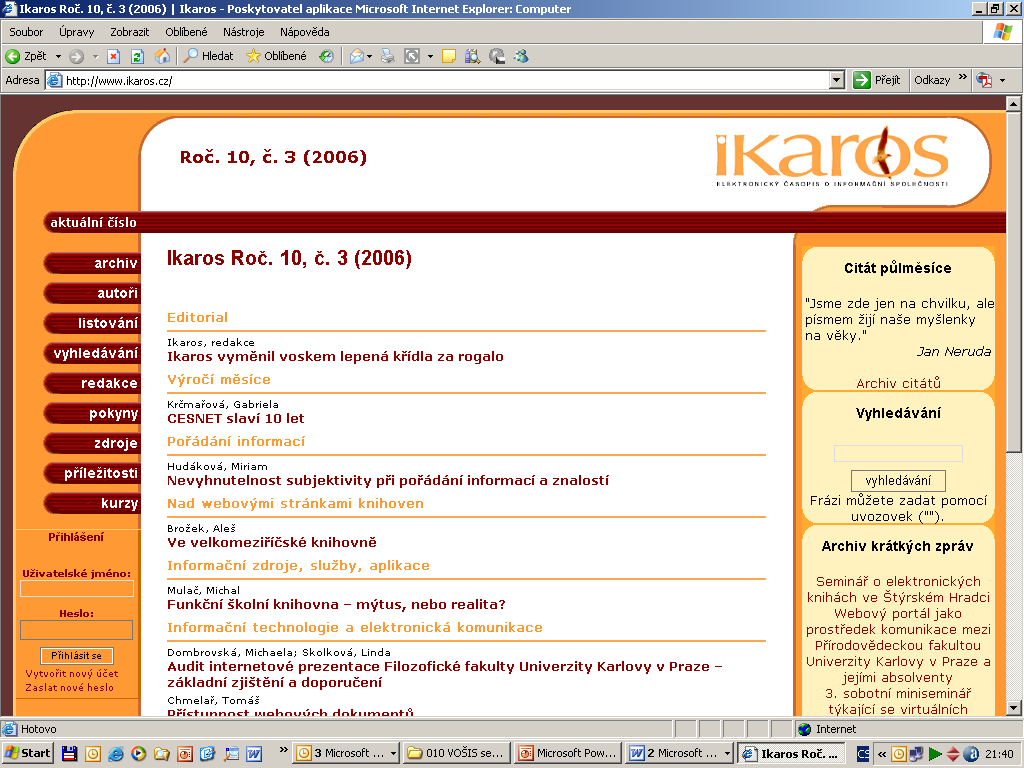 Ikaros Roč. 10, č. 3 (2006) | Ikaros - Poskytovatel aplikace Microsoft Internet Explorer: Computer
Soubor Úpravy Zobrazit Oblíbené Nástroje Nápověda
Zpět Hledat Oblíbené
Adresa http://www.ikaros.cz/ Přejít Odkazy »
Roč. 10, č. 3 (2006)
ikaros
ELEKTRONICKÝ ČASOPIS O INFORMAČNÍ SPOLEČNOSTI
aktuální číslo
archiv
autoři
listování
vyhledávání
redakce
pokyny
zdroje
příležitosti
kurzy
Přihlášení
Uživatelské jméno:
Heslo:
Přihlásit se
Vytvořit nový účet
Zaslat nové heslo
Ikaros Roč. 10, č. 3 (2006)
Editorial
Ikaros, redakce
Ikaros vyměnil voskem lepená křídla za rogalo
Výročí měsíce
Krčmařová, Gabriela
CESNET slaví 10 let
Pořádání informací
Hudáková, Miriam
Nevyhnutelnost subjektivity při pořádání informací a znalostí
Nad webovými stránkami knihoven
Brožek, Aleš
Ve velkomeziříčské knihovně
Informační zdroje, služby, aplikace
Mulač, Michal
Funkční školní knihovna – mýtus, nebo realita?
Informační technologie a elektronická komunikace
Dombrovská, Michaela; Skolková, Linda
Audit internetové prezentace Filozofické fakulty Univerzity Karlovy v Praze –
základní zjištění a doporučení
Chmelař, Tomáš
Přístupnost webových dokumentů
Citát půlměsíce
"Jsme zde jen na chvilku, ale
písmem žijí naše myšlenky
na věky."
Jan Neruda
Archiv citátů
Vyhledávání
vyhledávání
Frázi můžete zadat pomocí
uvozovek ("").
Archiv krátkých zpráv
Seminář o elektronických
knihách ve Štýrském Hradci
Webový portál jako
prostředek komunikace mezi
Přírodovědeckou fakultou
Univerzity Karlovy v Praze a
jejími absolventy
3. sobotní miniseminář
týkající se virtuálních
Hotovo Internet
Start » 3 Microsoft ... 010 VOŠIS se... Microsoft Pow... 2 Microsoft ... Ikaros Roč. ... CS « 21:40